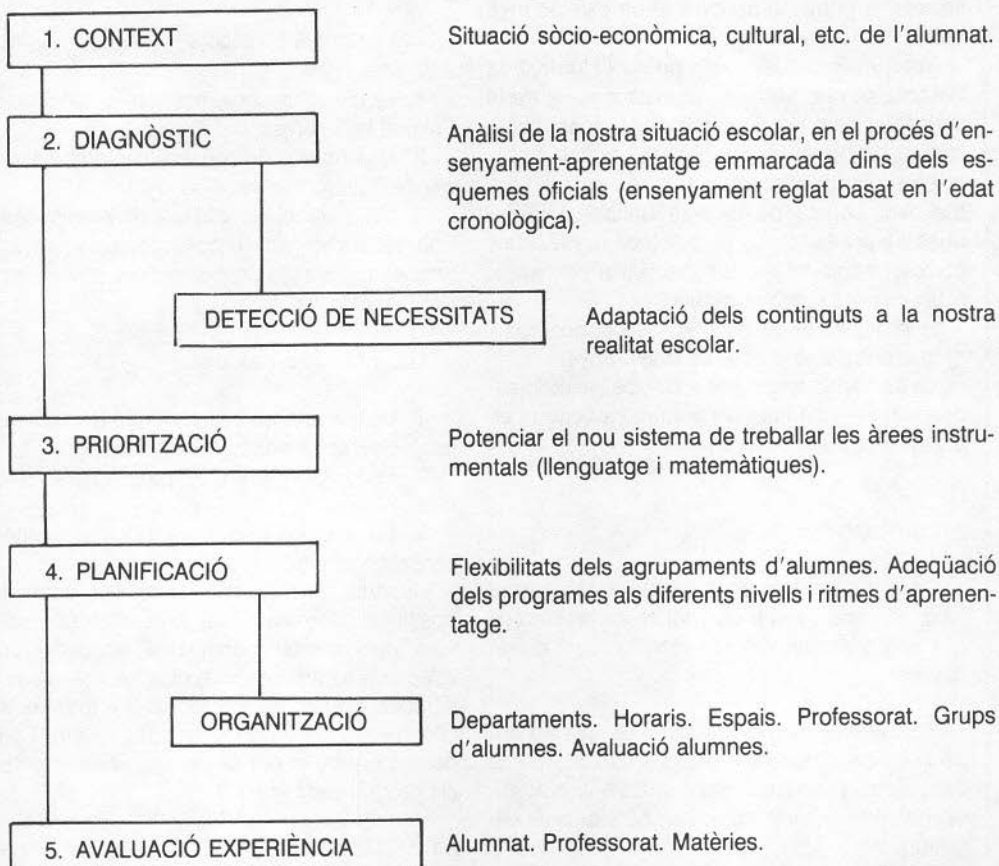 1. CONTEXT
Situació sòcio-econòmica, cultural, etc. de l'alumnat.
2. DIAGNÒSTIC
Anàlisi de la nostra situació escolar, en el procés d'en-
senyament-aprenentatge emmarcada dins dels es-
quemes oficials (ensenyament reglat basat en l'edat
cronològica).
DETECCIÓ DE NECESSITATS
Adaptació dels continguts a la nostra
realitat escolar.
3. PRIORITZACIÓ
Potenciar el nou sistema de treballar les àrees instru-
mentals (llenguatge i matemàtiques).
4. PLANIFICACIÓ
Flexibilitats dels agrupaments d'alumnes. Adeqüació
dels programes als diferents nivells i ritmes d'aprenen-
tatge.
ORGANITZACIÓ
Departaments. Horaris. Espais. Professorat. Grups
d'alumnes. Avaluació alumnes.
5. AVALUACIÓ EXPERIÈNCIA
Alumnat. Professorat. Matèries.